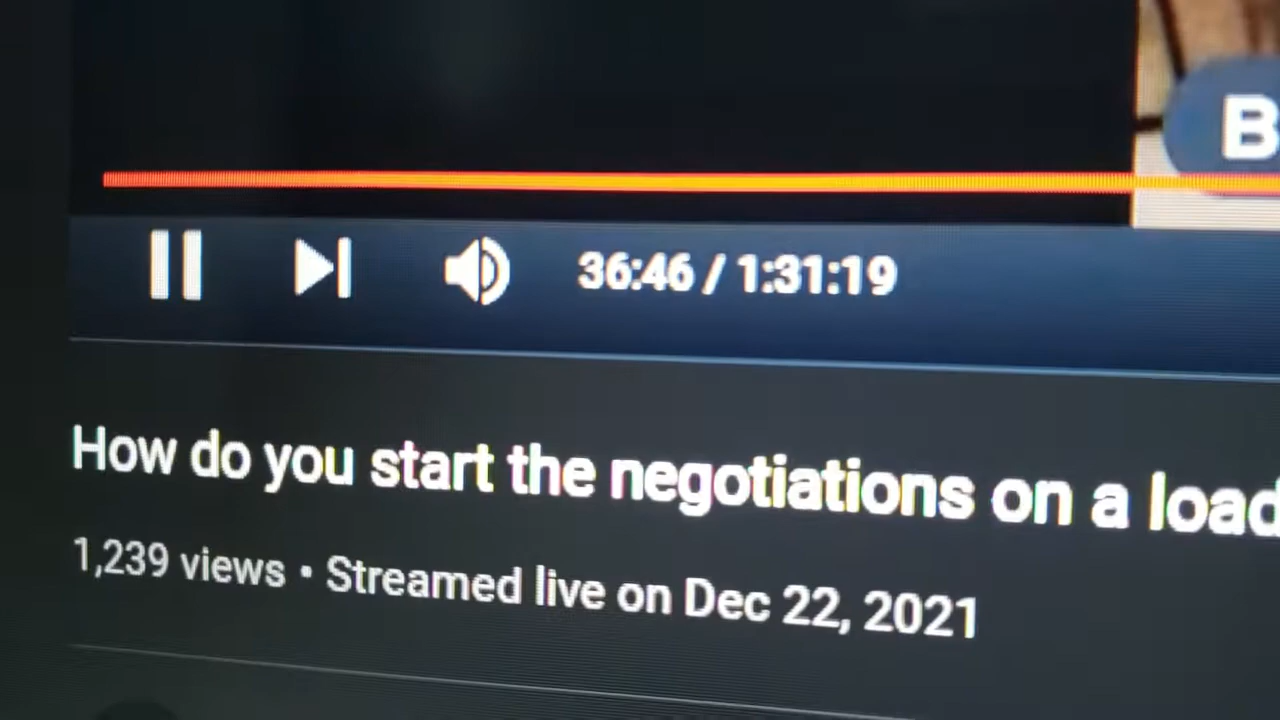 B
36:46 / 1:31:19
How do you start the negotiations on a load
1,239 views • Streamed live on Dec 22, 2021